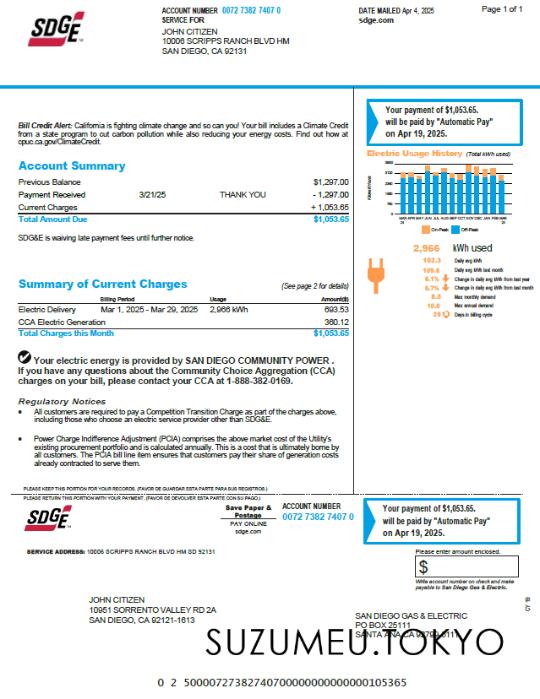 SDGE
ACCOUNT NUMBER 0072 7382 7407 0
SERVICE FOR
JOHN CITIZEN
10006 SCRIPPS RANCH BLVD HM
SAN DIEGO, CA 92131
DATE MAILED Apr 4, 2025
sdge.com
Page 1 of 1
Bill Credit Alert: California is fighting climate change and so can you! Your bill includes a Climate Credit
from a state program to cut carbon pollution while also reducing your energy costs. Find out how at
cpuc.ca.gov/ClimateCredit.
Account Summary
Previous Balance $1,297.00
Payment Received 3/21/25 THANK YOU - 1,297.00
Current Charges + 1,053.65
Total Amount Due $1,053.65
SDG&E is waiving late payment fees until further notice.
Summary of Current Charges (See page 2 for details)
Billing Period Usage Amount($)
Electric Delivery Mar 1, 2025 - Mar 29, 2025 2,966 kWh 693.53
CCA Electric Generation 360.12
Total Charges this Month $1,053.65
Your electric energy is provided by SAN DIEGO COMMUNITY POWER .
If you have any questions about the Community Choice Aggregation (CCA)
charges on your bill, please contact your CCA at 1-888-382-0169.
Regulatory Notices
• All customers are required to pay a Competition Transition Charge as part of the charges above,
including those who choose an electric service provider other than SDG&E.
• Power Charge Indifference Adjustment (PCIA) comprises the above market cost of the Utility's
existing procurement portfolio and is calculated annually. This is a cost that is ultimately borne by
all customers. The PCIA bill line item ensures that customers pay their share of generation costs
already contracted to serve them.
Your payment of $1,053.65.
will be paid by "Automatic Pay"
on Apr 19, 2025.
Electric Usage History (Total kWh used)
On-Peak Off-Peak
2,966 kWh used
102.3 Daily avg kWh
Daily avg kWh last month
6.1% Change in daily avg kWh from last year
6.7% Change in daily avg kWh from last month
Max monthly demand
Max annual demand
29 Days in billing cycle
PLEASE KEEP THIS PORTION FOR YOUR RECORDS. (FAVOR DE GUARDAR ESTA PARTE PARA SUS REGISTROS.)
PLEASE RETURN THIS PORTION WITH YOUR PAYMENT. (FAVOR DE DEVOLVER ESTA PARTE CON SU PAGO.)
SDGE
Save Paper &
Postage
PAY ONLINE
sdge.com
ACCOUNT NUMBER
0072 7382 7407 0
Your payment of $1,053.65.
will be paid by "Automatic Pay"
on Apr 19, 2025.
SERVICE ADDRESS: 10006 SCRIPPS RANCH BLVD HM SD 92131
Please enter amount enclosed.
$
Write account number on check and make
payable to San Diego Gas & Electric.
JOHN CITIZEN
10951 SORRENTO VALLEY RD 2A
SAN DIEGO, CA 92121-1613
SAN DIEGO GAS & ELECTRIC
PO BOX 25111
SANTA ANA CA
SUZUMEU.TOKYO